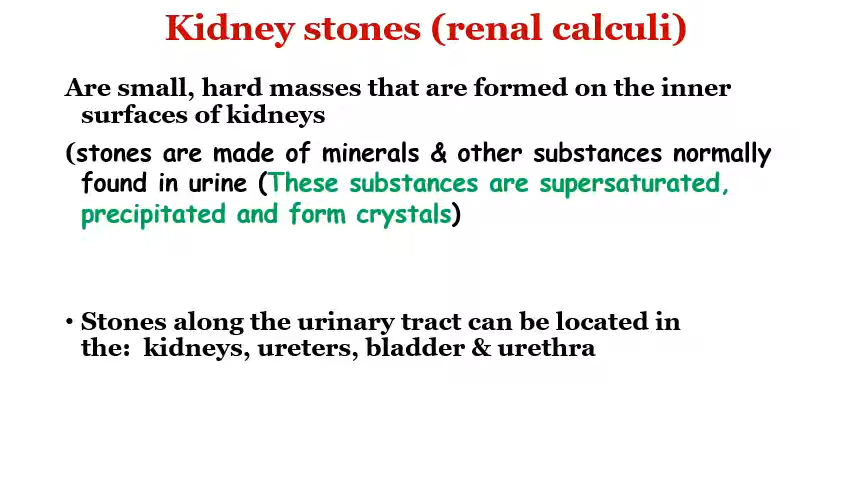 Kidney stones (renal calculi)
Are small, hard masses that are formed on the inner
surfaces of kidneys
(stones are made of minerals & other substances normally
found in urine (These substances are supersaturated,
precipitated and form crystals)
• Stones along the urinary tract can be located in
the: kidneys, ureters, bladder & urethra